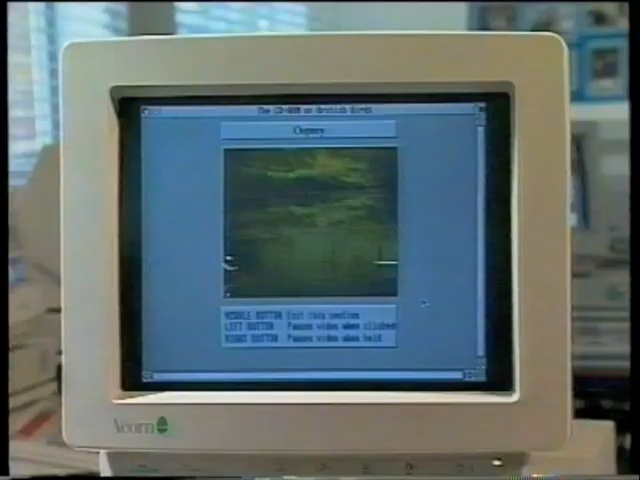 The CD-ROM on British Birds
Osprey
MIDDLE BUTTON Exit this section
LEFT BUTTON Pauses video when clicked
RIGHT BUTTON Pauses video when held
Acorn